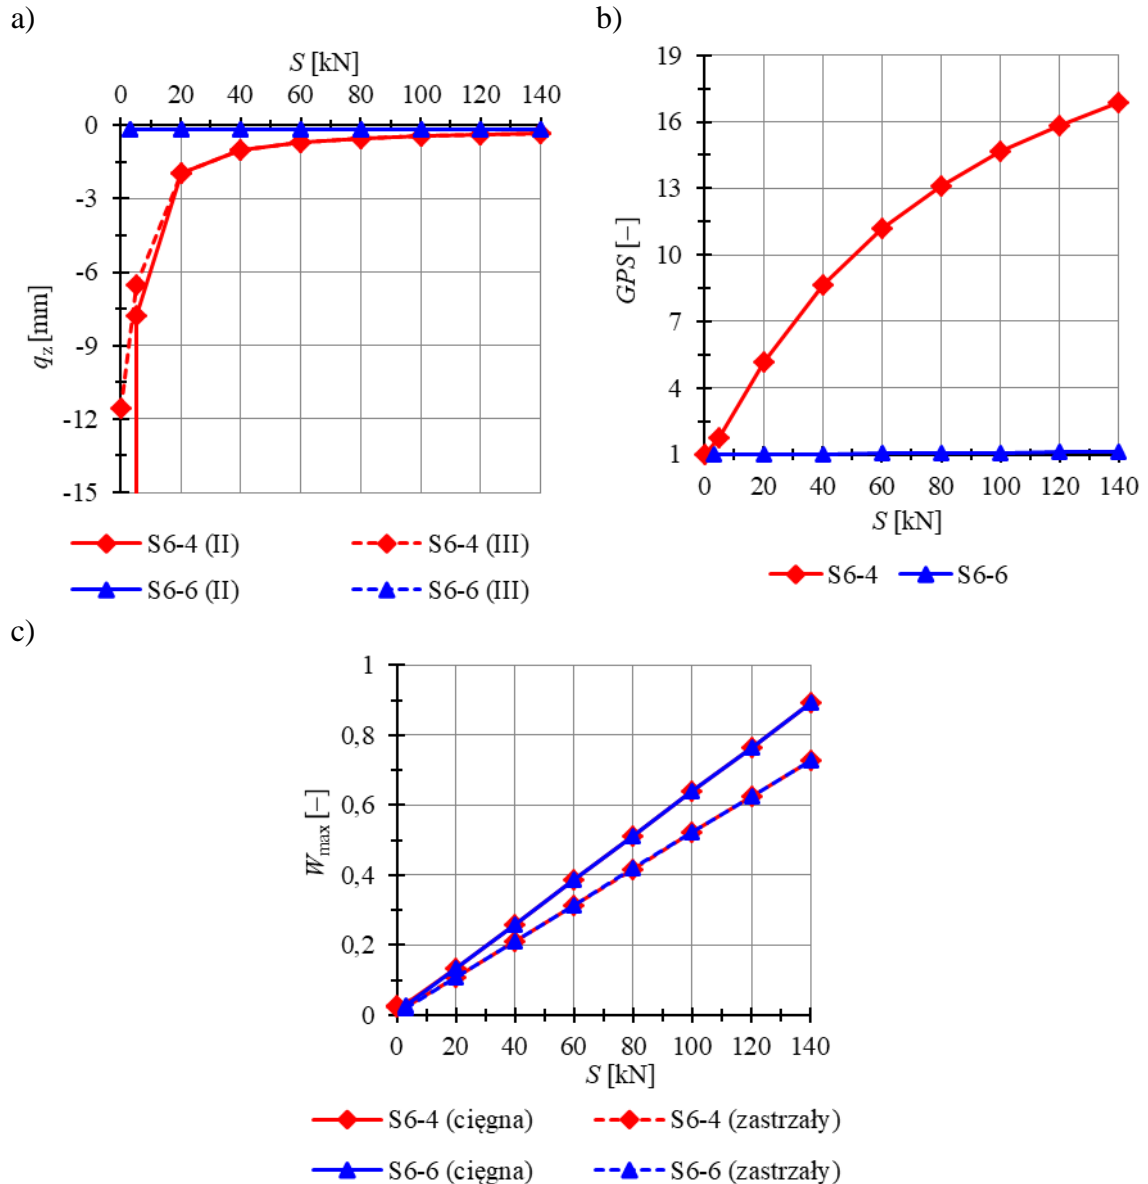 a)
S [kN]
0 20 40 60 80 100 120 140
0
-3
-6
-9
-12
-15
qz [mm]
S6-4 (II) S6-4 (III)
S6-6 (II) S6-6 (III)
b)
19
16
13
10
7
4
1
GPS [−]
0 20 40 60 80 100 120 140
S [kN]
S6-4 S6-6
c)
1
0,8
0,6
0,4
0,2
0
Wmax [−]
0 20 40 60 80 100 120 140
S [kN]
S6-4 (cięgna) S6-4 (zastrzały)
S6-6 (cięgna) S6-6 (zastrzały)